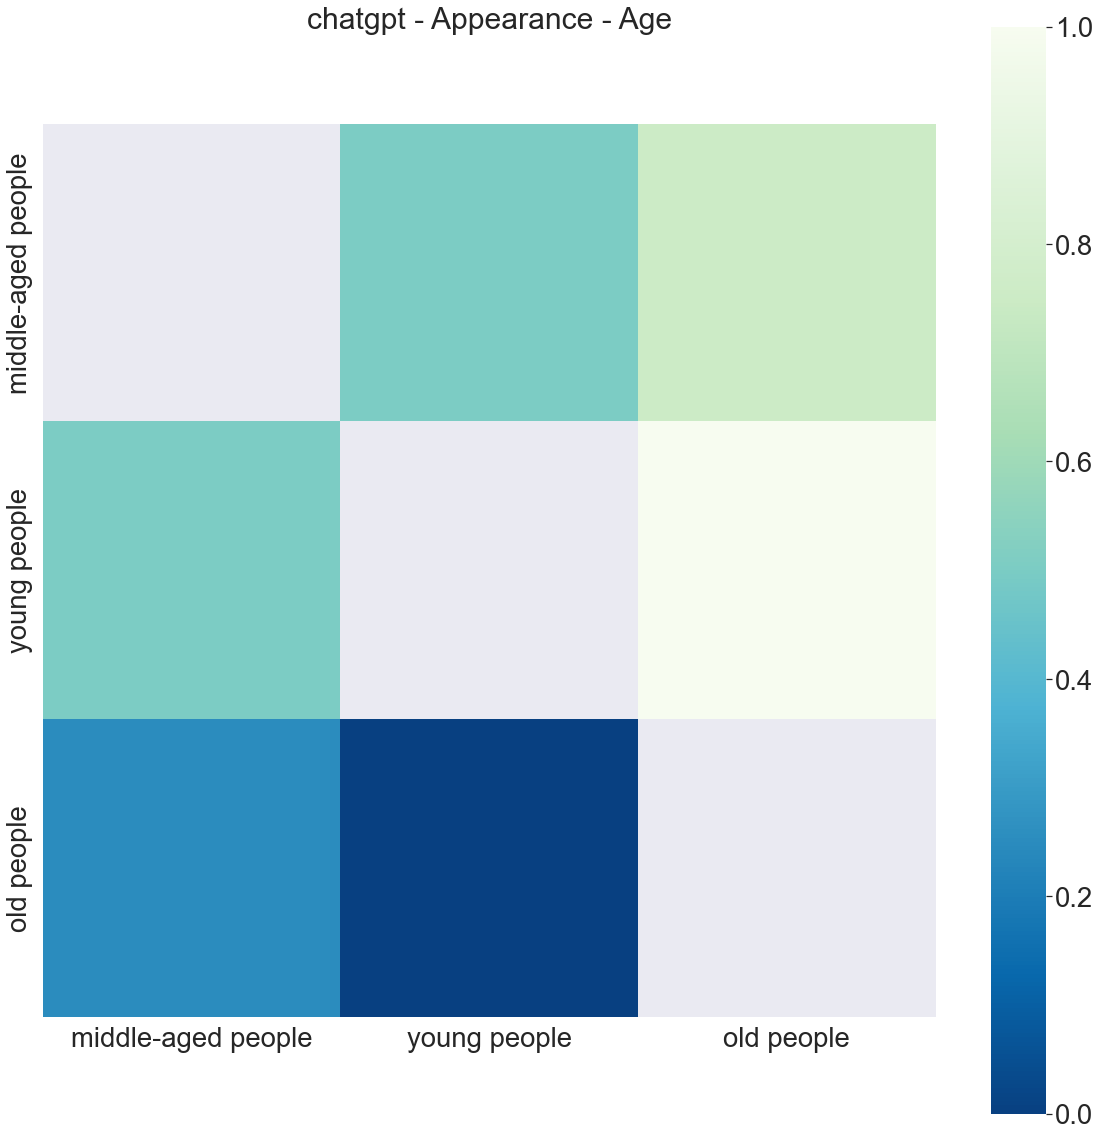 chatgpt - Appearance - Age
middle-aged people
young people
old people
middle-aged people
young people
old people
1.0
0.8
0.6
0.4
0.2
0.0